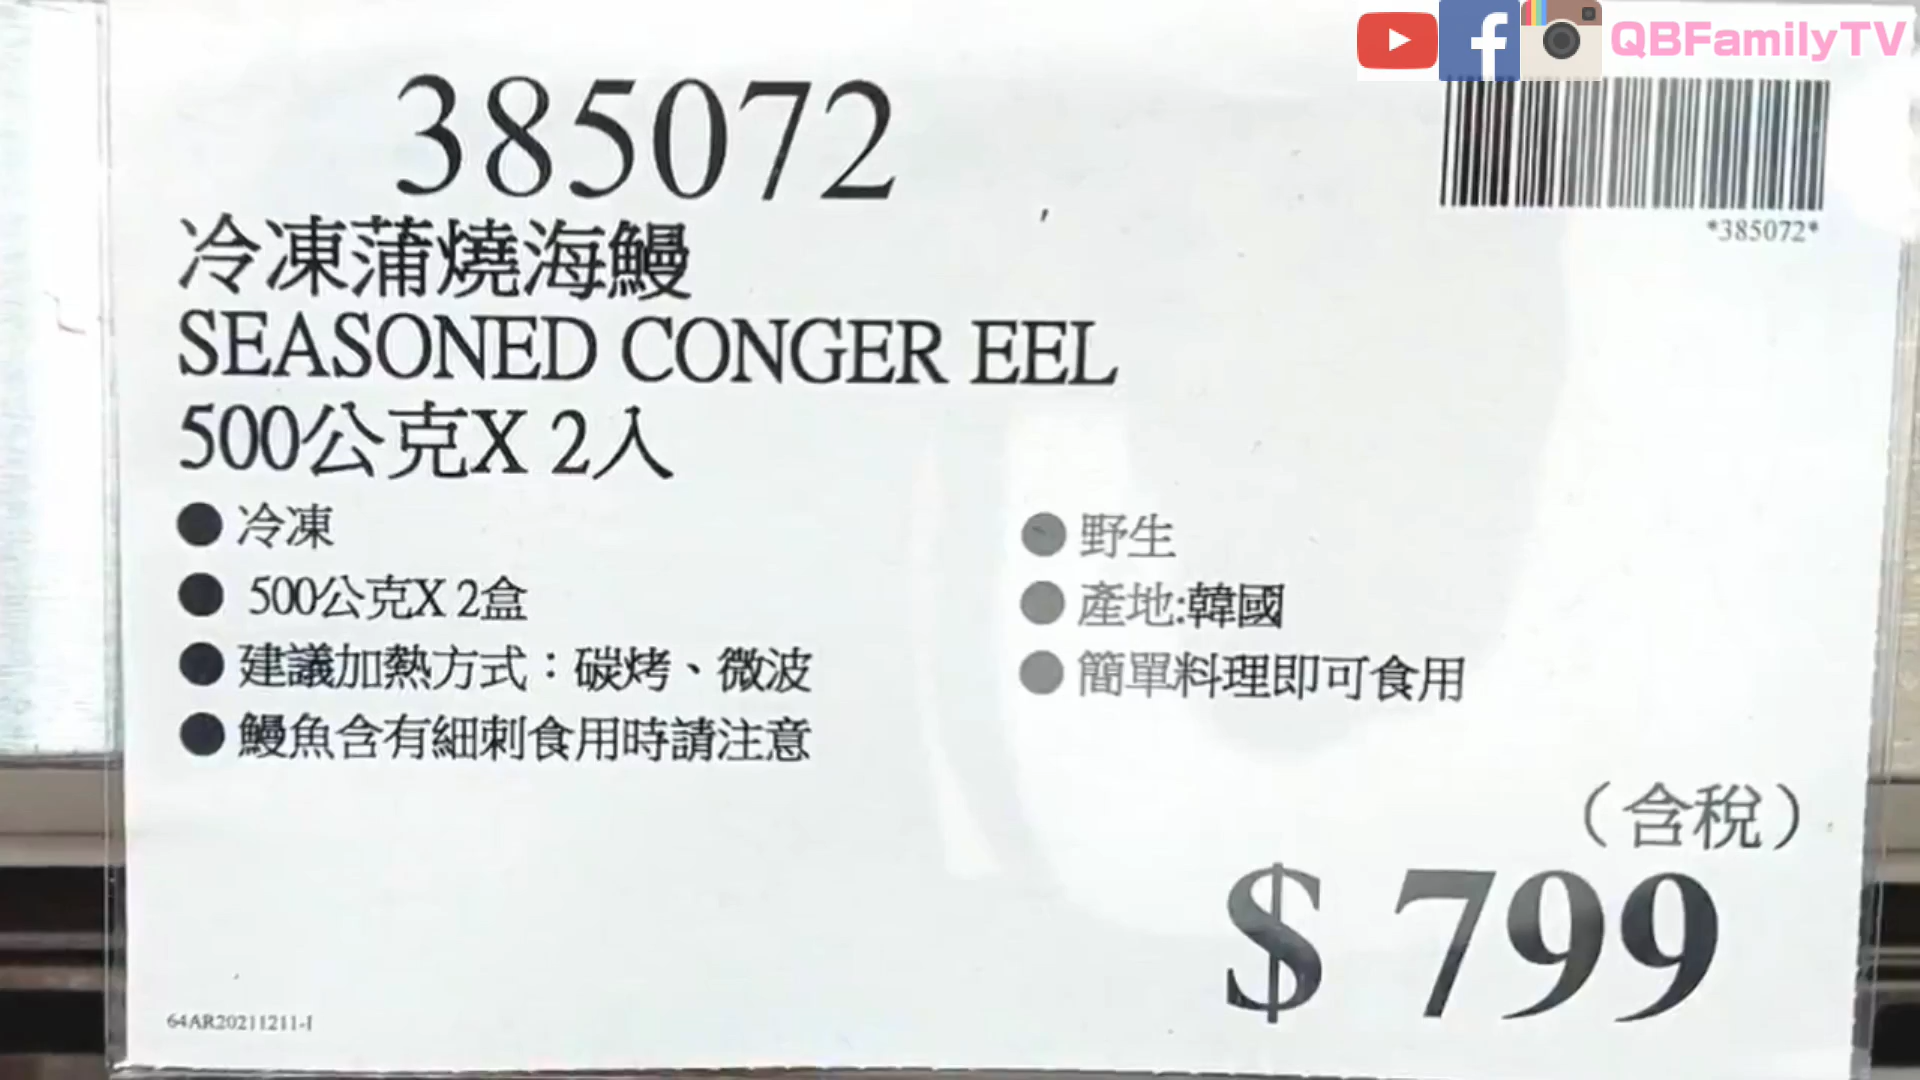 QBFamilyTV
385072
*385072*
冷凍蒲燒海鰻
SEASONED CONGER EEL
500公克X 2入
● 冷凍
● 500公克X 2盒
● 建議加熱方式：碳烤、微波
● 鰻魚含有細刺食用時請注意
● 野生
● 產地:韓國
● 簡單料理即可食用
（含稅）
$ 799
64AR20211211-I